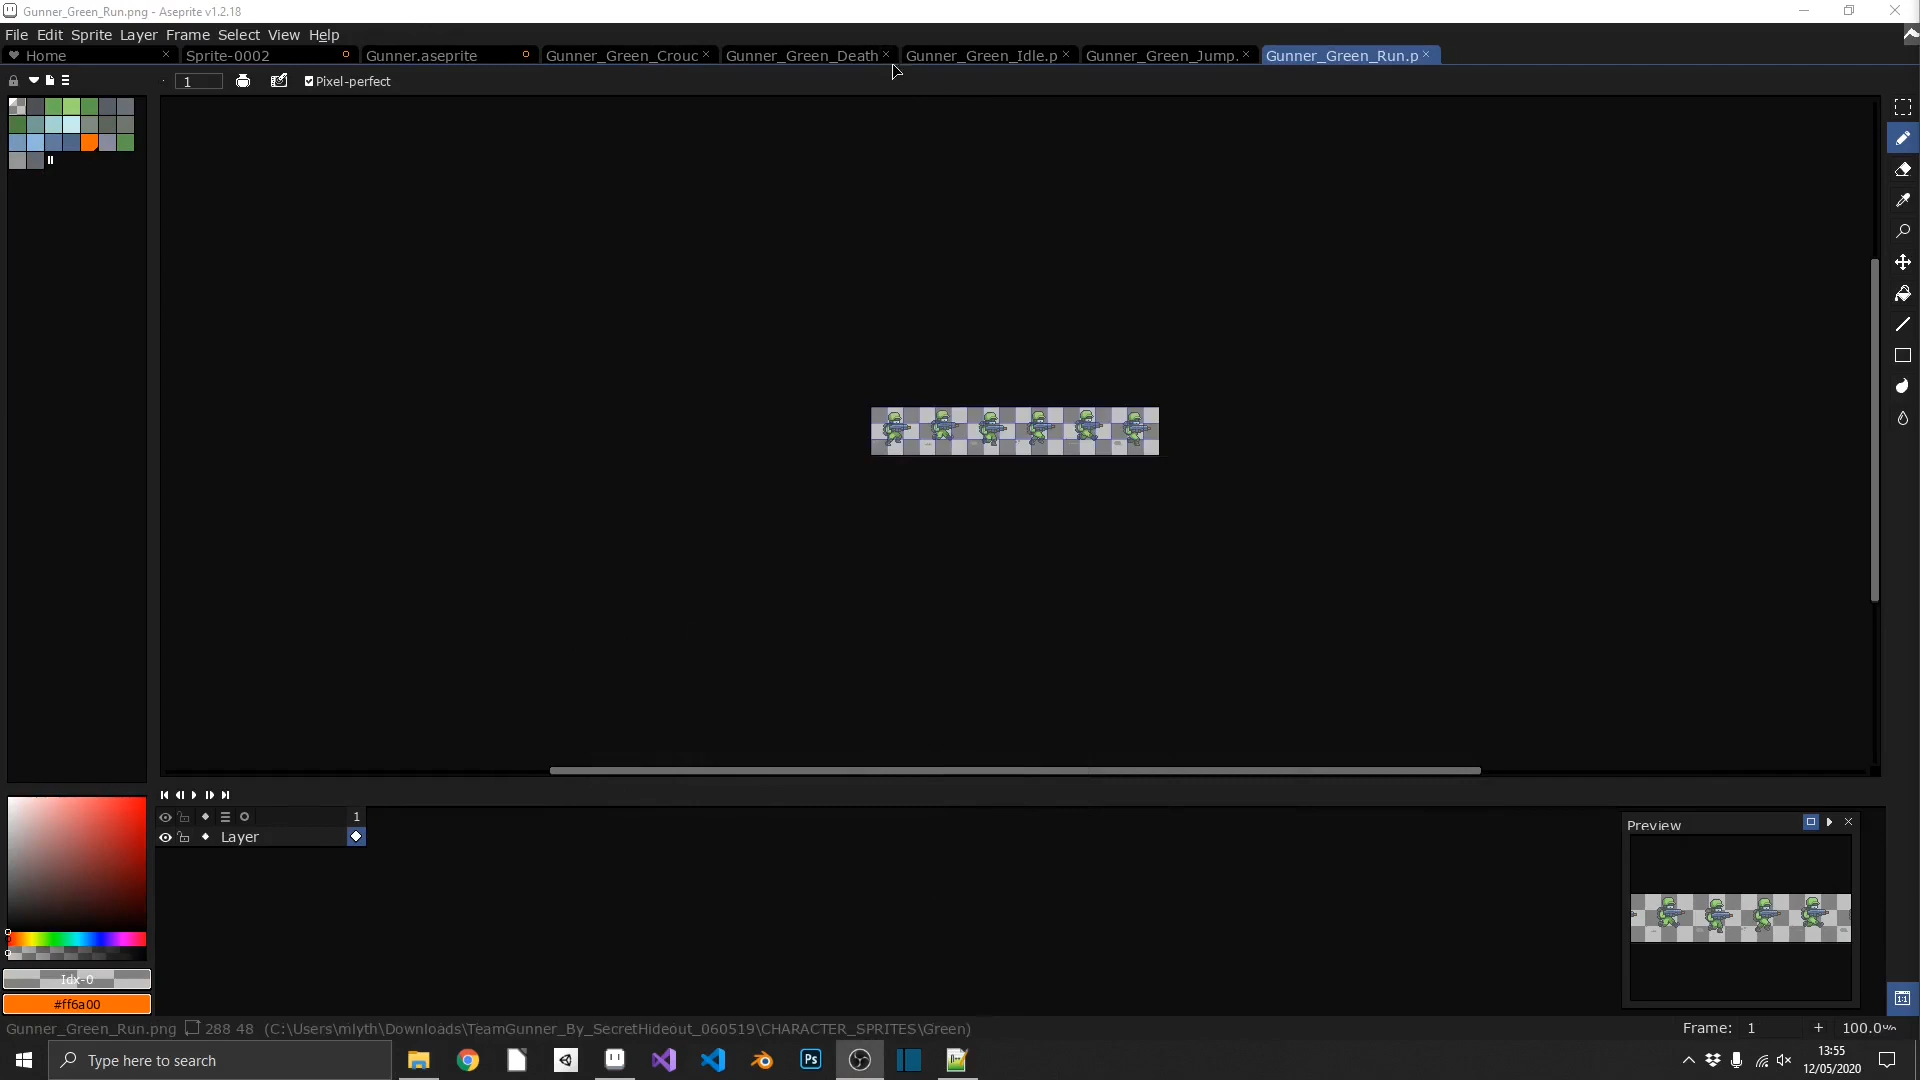 Gunner_Green_Run.png - Aseprite v1.2.18
File Edit Sprite Layer Frame Select View Help
Home Sprite-0002 Gunner.aseprite Gunner_Green_Crouc Gunner_Green_Death Gunner_Green_Idle.p Gunner_Green_Jump. Gunner_Green_Run.p
1 Pixel-perfect
1
Layer
Preview
Idx-0
#ff6a00
Gunner_Green_Run.png 288 48 (C:\Users\mlyth\Downloads\TeamGunner_By_SecretHideout_060519\CHARACTER_SPRITES\Green) Frame: 1 + 100.0%
Type here to search
Ps
13:55
12/05/2020